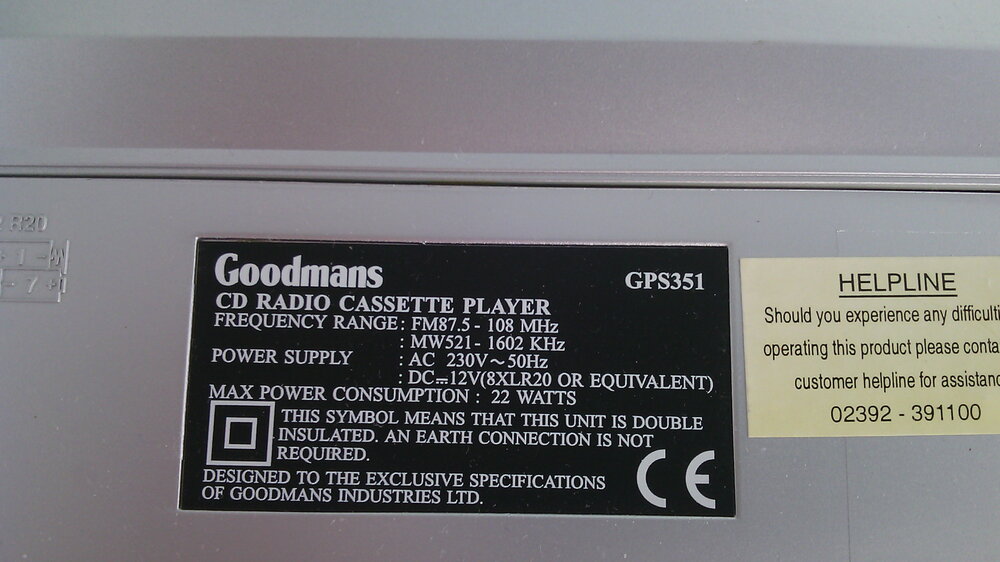 R20
+ 1 -
- 7 +
Goodmans
GPS351
CD RADIO CASSETTE PLAYER
FREQUENCY RANGE : FM87.5 - 108 MHz
: MW521 - 1602 KHz
POWER SUPPLY : AC 230V~50Hz
: DC⎓12V(8XLR20 OR EQUIVALENT)
MAX POWER CONSUMPTION : 22 WATTS
THIS SYMBOL MEANS THAT THIS UNIT IS DOUBLE
INSULATED. AN EARTH CONNECTION IS NOT
REQUIRED.
DESIGNED TO THE EXCLUSIVE SPECIFICATIONS
OF GOODMANS INDUSTRIES LTD.
CE
HELPLINE
Should you experience any difficulti
operating this product please conta
customer helpline for assistanc
02392 - 391100